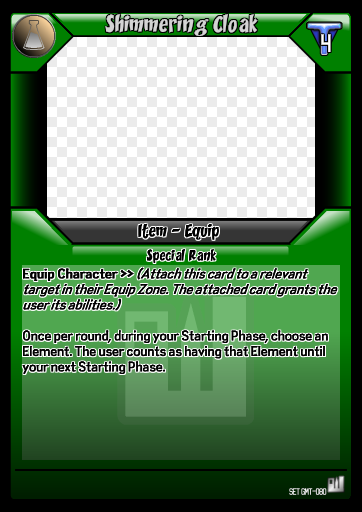 Shimmering Cloak
4
Item - Equip
Special Rank
Equip Character >> (Attach this card to a relevant
target in their Equip Zone. The attached card grants the
user its abilities.)
Once per round, during your Starting Phase, choose an
Element. The user counts as having that Element until
your next Starting Phase.
SET GMT-080